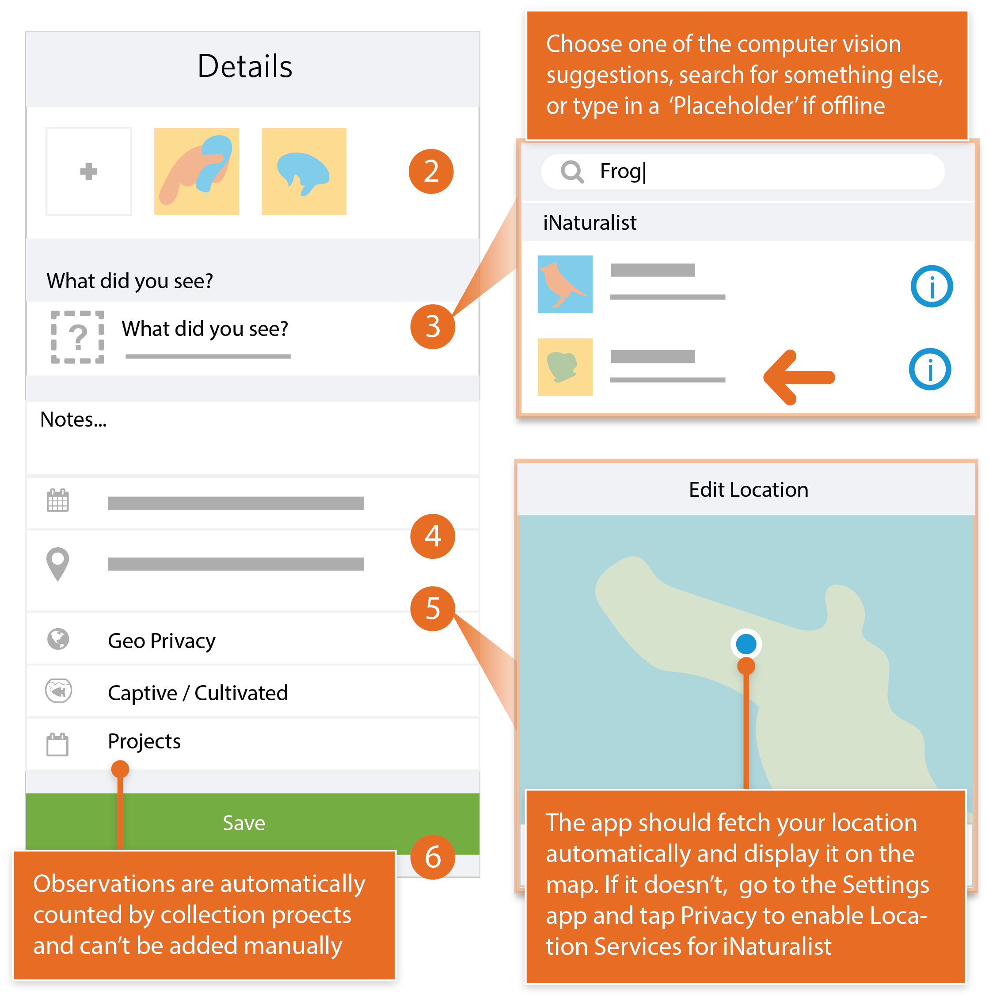 Details
2
What did you see?
?
What did you see?
3
Notes...
4
5
Geo Privacy
Captive / Cultivated
Projects
Save
6
Observations are automatically
counted by collection proects
and can't be added manually
Choose one of the computer vision
suggestions, search for something else,
or type in a ‘Placeholder’ if offline
Frog
iNaturalist
i
i
Edit Location
The app should fetch your location
automatically and display it on the
map. If it doesn't, go to the Settings
app and tap Privacy to enable Loca-
tion Services for iNaturalist